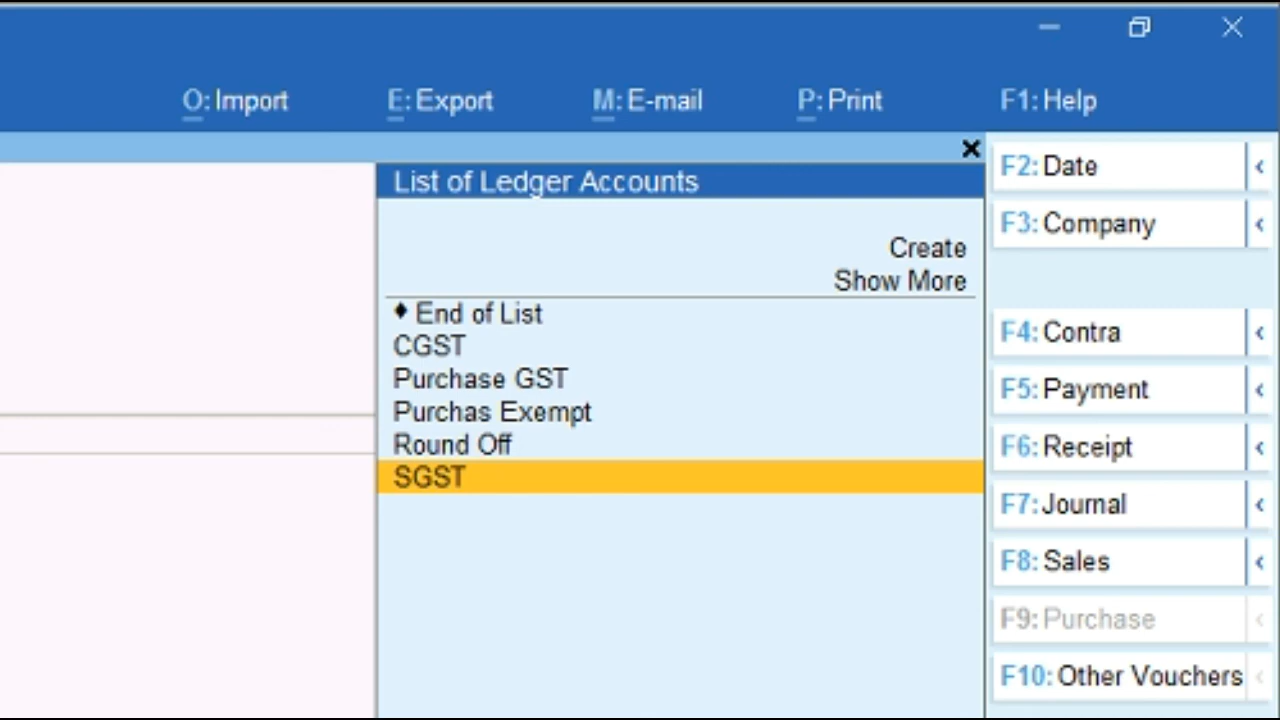 O: Import E: Export M: E-mail P: Print F1: Help
List of Ledger Accounts
Create
Show More
♦ End of List
CGST
Purchase GST
Purchas Exempt
Round Off
SGST
F2: Date
F3: Company
F4: Contra
F5: Payment
F6: Receipt
F7: Journal
F8: Sales
F9: Purchase
F10: Other Vouchers